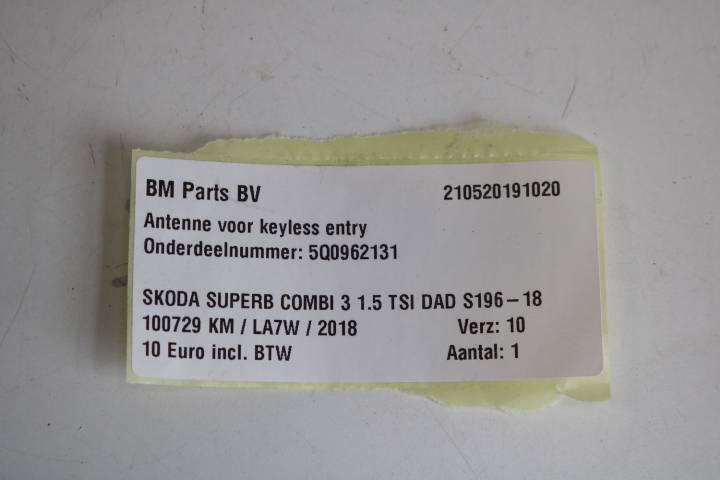 BM Parts BV 210520191020
Antenne voor keyless entry
Onderdeelnummer: 5Q0962131
SKODA SUPERB COMBI 3 1.5 TSI DAD S196-18
100729 KM / LA7W / 2018 Verz: 10
10 Euro incl. BTW Aantal: 1